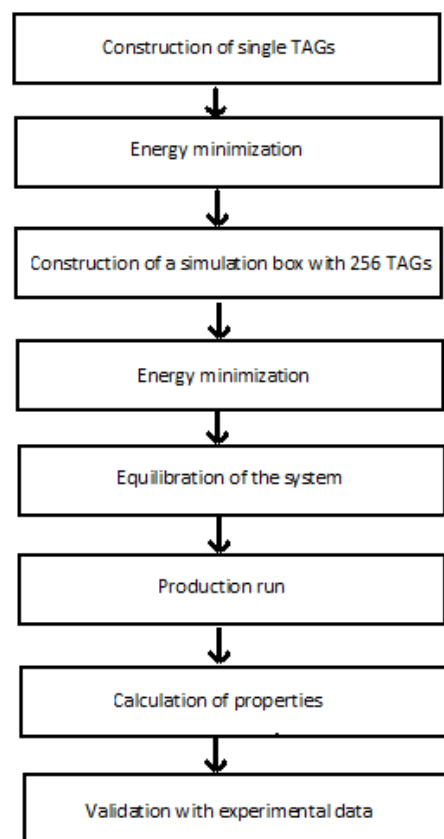 Construction of single TAGs
Energy minimization
Construction of a simulation box with 256 TAGs
Energy minimization
Equilibration of the system
Production run
Calculation of properties
Validation with experimental data